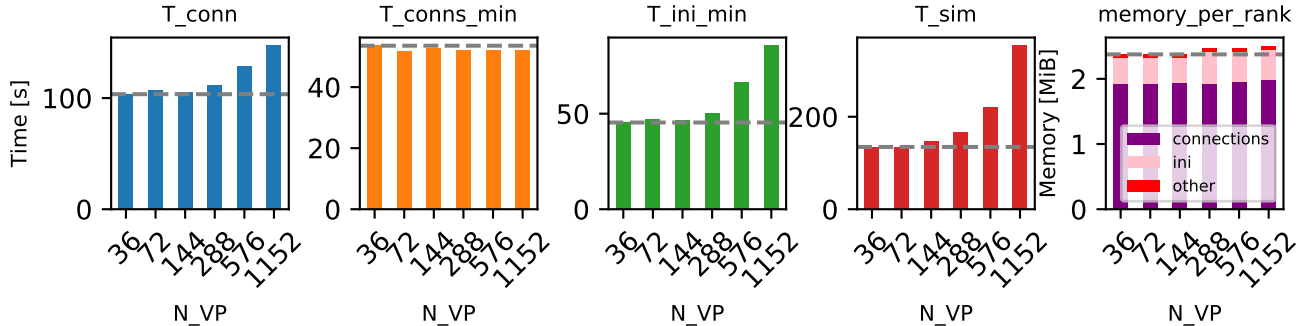 T_conn
T_conns_min
T_ini_min
T_sim
memory_per_rank
Time [s]
100
0
36
72
144
288
576
1152
N_VP
40
20
0
36
72
144
288
576
1152
N_VP
50
0
36
72
144
288
576
1152
N_VP
200
0
36
72
144
288
576
1152
N_VP
Memory [MiB]
2
1
0
connections
ini
other
36
72
144
288
576
1152
N_VP